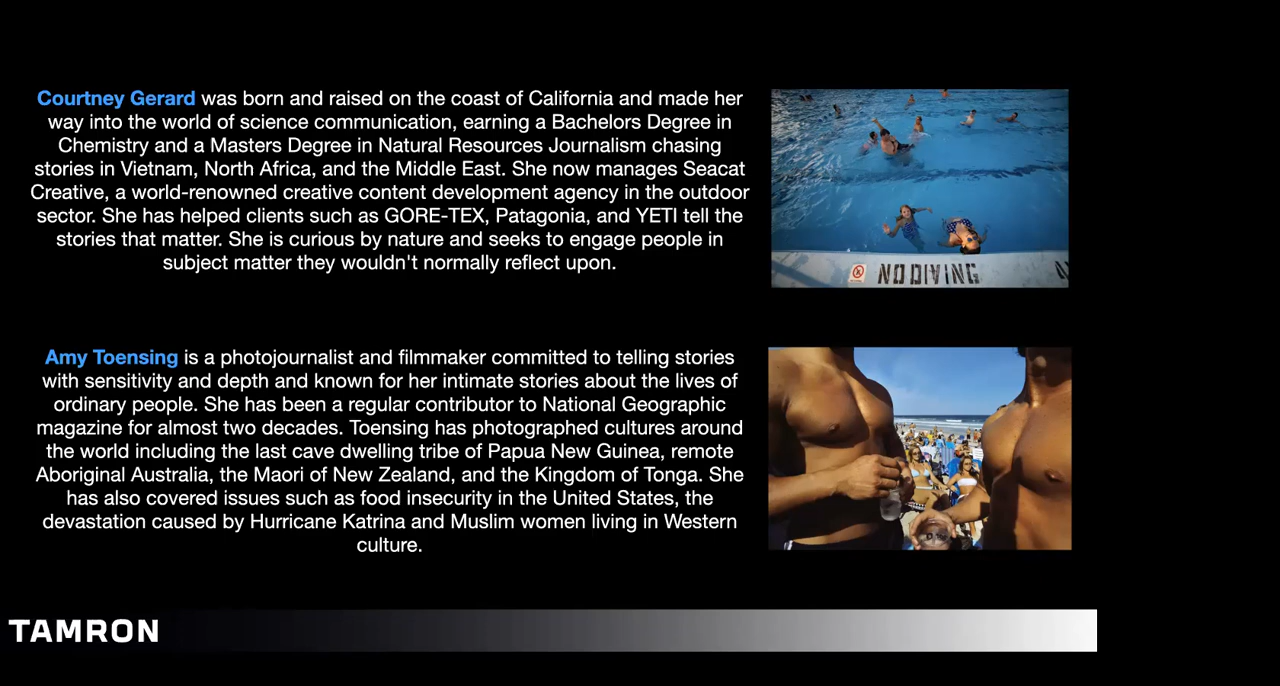 Courtney Gerard was born and raised on the coast of California and made her
way into the world of science communication, earning a Bachelors Degree in
Chemistry and a Masters Degree in Natural Resources Journalism chasing
stories in Vietnam, North Africa, and the Middle East. She now manages Seacat
Creative, a world-renowned creative content development agency in the outdoor
sector. She has helped clients such as GORE-TEX, Patagonia, and YETI tell the
stories that matter. She is curious by nature and seeks to engage people in
subject matter they wouldn't normally reflect upon.
NO DIVING
Amy Toensing is a photojournalist and filmmaker committed to telling stories
with sensitivity and depth and known for her intimate stories about the lives of
ordinary people. She has been a regular contributor to National Geographic
magazine for almost two decades. Toensing has photographed cultures around
the world including the last cave dwelling tribe of Papua New Guinea, remote
Aboriginal Australia, the Maori of New Zealand, and the Kingdom of Tonga. She
has also covered issues such as food insecurity in the United States, the
devastation caused by Hurricane Katrina and Muslim women living in Western
culture.
TAMRON